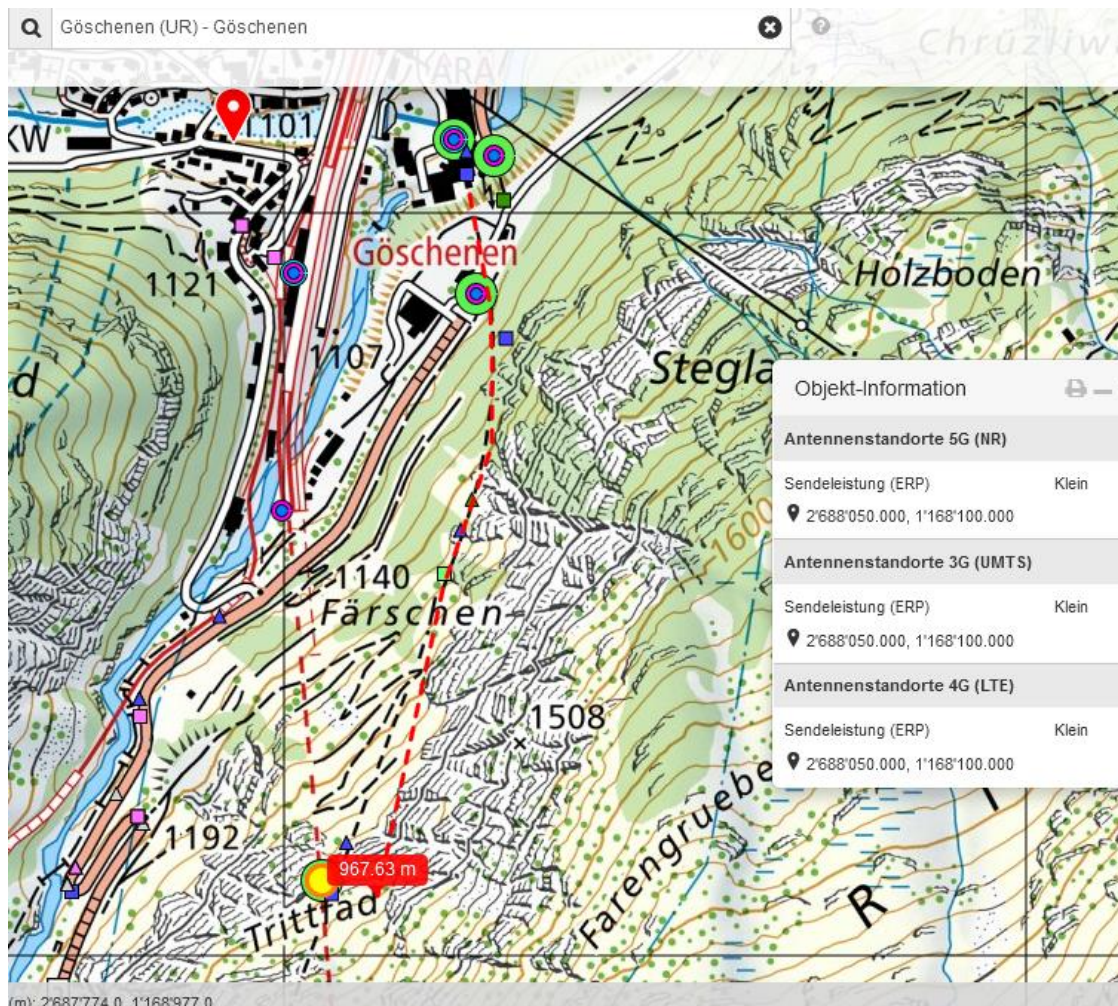 Göschenen (UR) - Göschenen
Chrüzliw
ARA
KW
1101
Göschenen
1121
Holzboden
1107
Stegla
d
Objekt-Information
Antennenstandorte 5G (NR)
Sendeleistung (ERP) Klein
2'688'050.000, 1'168'100.000
Antennenstandorte 3G (UMTS)
Sendeleistung (ERP) Klein
2'688'050.000, 1'168'100.000
Antennenstandorte 4G (LTE)
Sendeleistung (ERP) Klein
2'688'050.000, 1'168'100.000
1600
1140
Färschen
1508
1192
967.63 m
Trittfad
Farengruebe
R
(m): 2'687'774.0, 1'168'977.0